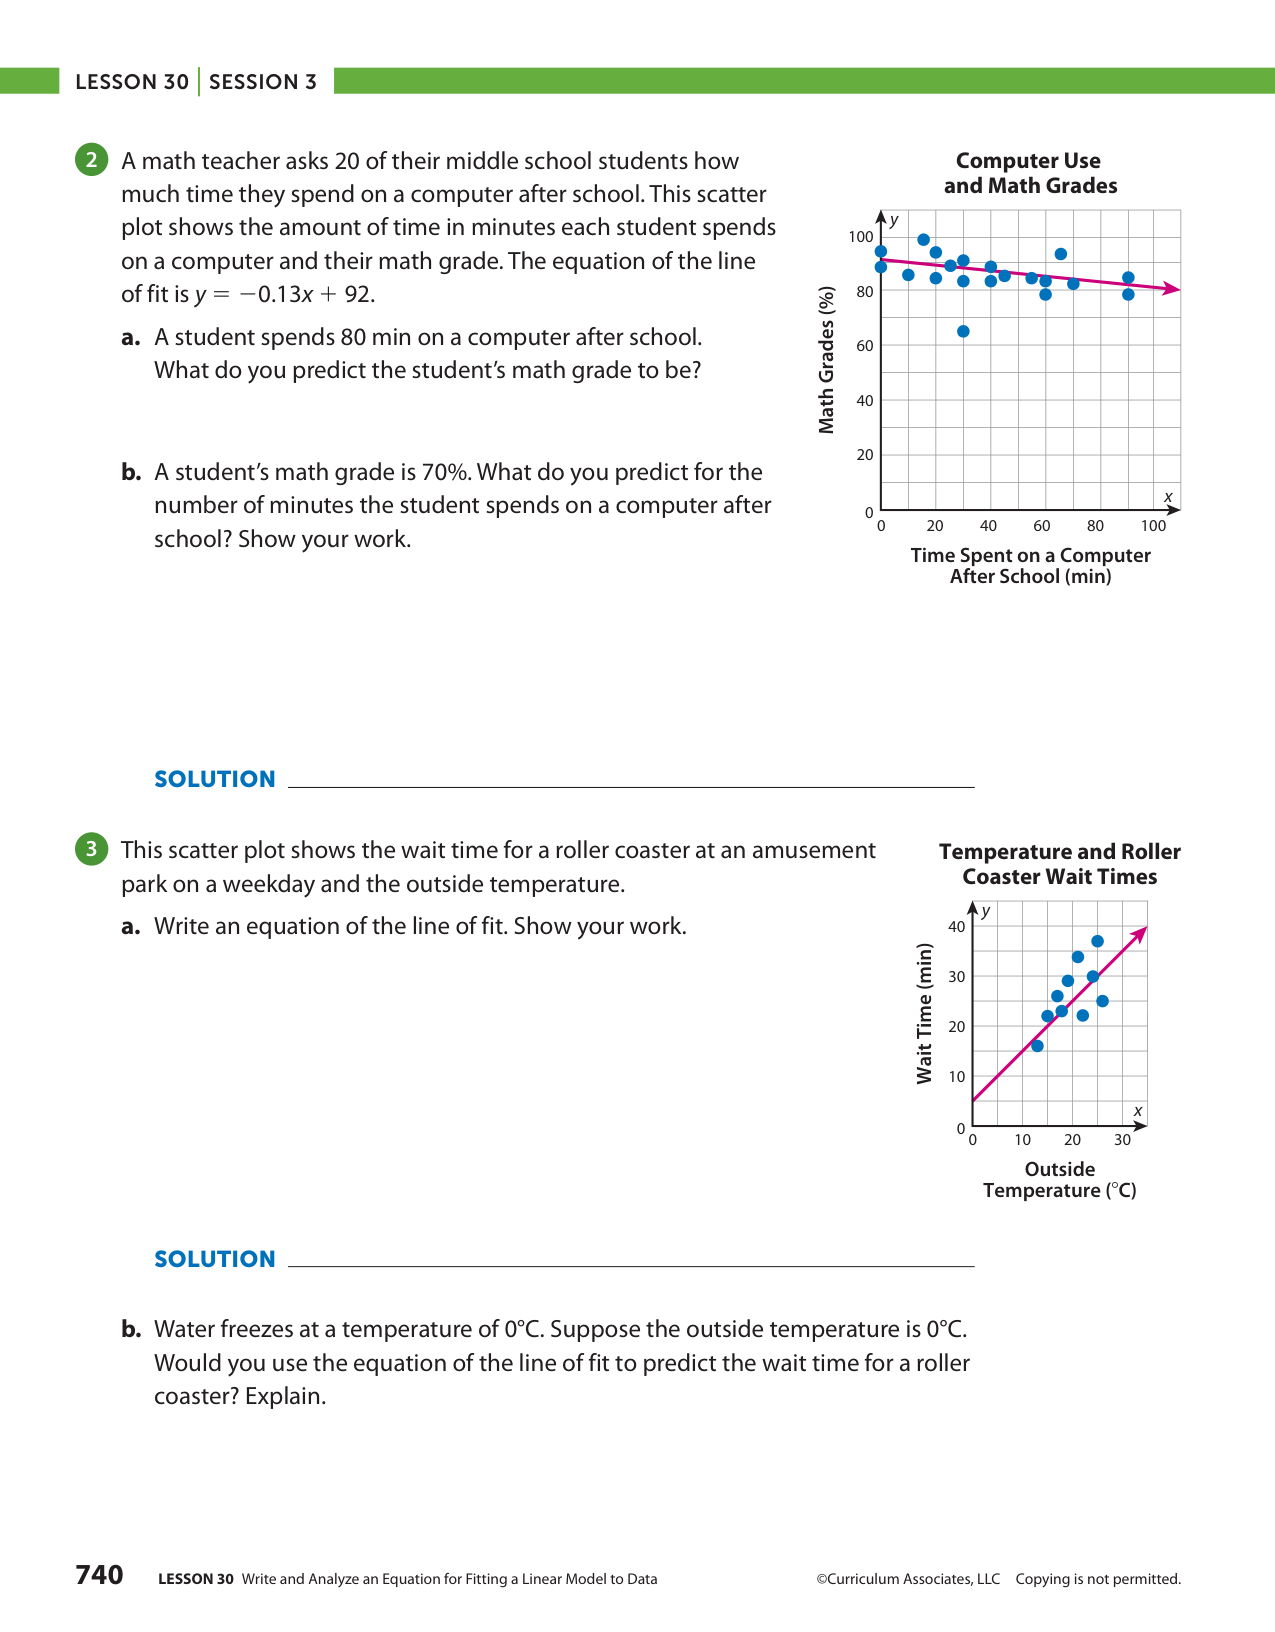 LESSON 30 | SESSION 3
2 A math teacher asks 20 of their middle school students how
much time they spend on a computer after school. This scatter
plot shows the amount of time in minutes each student spends
on a computer and their math grade. The equation of the line
of fit is y = −0.13x + 92.
a. A student spends 80 min on a computer after school.
What do you predict the student’s math grade to be?
b. A student’s math grade is 70%. What do you predict for the
number of minutes the student spends on a computer after
school? Show your work.
Computer Use
and Math Grades
y
100
80
60
40
20
0
Math Grades (%)
x
0 20 40 60 80 100
Time Spent on a Computer
After School (min)
SOLUTION
3 This scatter plot shows the wait time for a roller coaster at an amusement
park on a weekday and the outside temperature.
a. Write an equation of the line of fit. Show your work.
Temperature and Roller
Coaster Wait Times
y
40
30
20
10
0
Wait Time (min)
x
0 10 20 30
Outside
Temperature (°C)
SOLUTION
b. Water freezes at a temperature of 0°C. Suppose the outside temperature is 0°C.
Would you use the equation of the line of fit to predict the wait time for a roller
coaster? Explain.
740 LESSON 30 Write and Analyze an Equation for Fitting a Linear Model to Data ©Curriculum Associates, LLC Copying is not permitted.